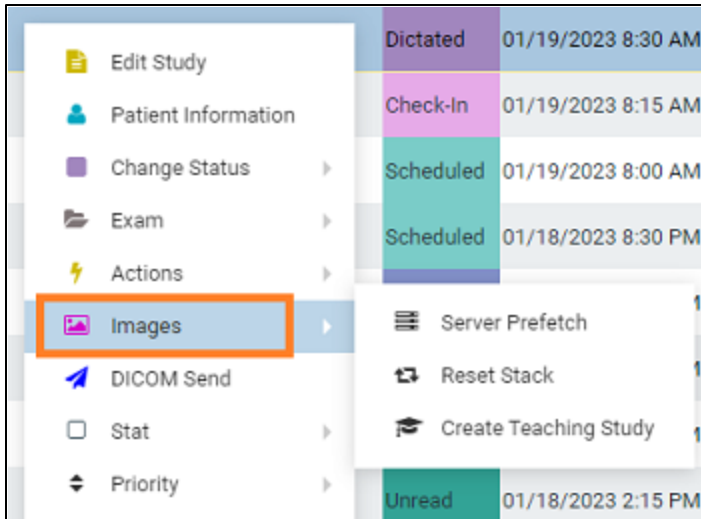 Edit Study
Patient Information
Change Status
Exam
Actions
Images
DICOM Send
Stat
Priority
Server Prefetch
Reset Stack
Create Teaching Study
Dictated 01/19/2023 8:30 AM
Check-In 01/19/2023 8:15 AM
Scheduled 01/19/2023 8:00 AM
Scheduled 01/18/2023 8:30 PM
Unread 01/18/2023 2:15 PM